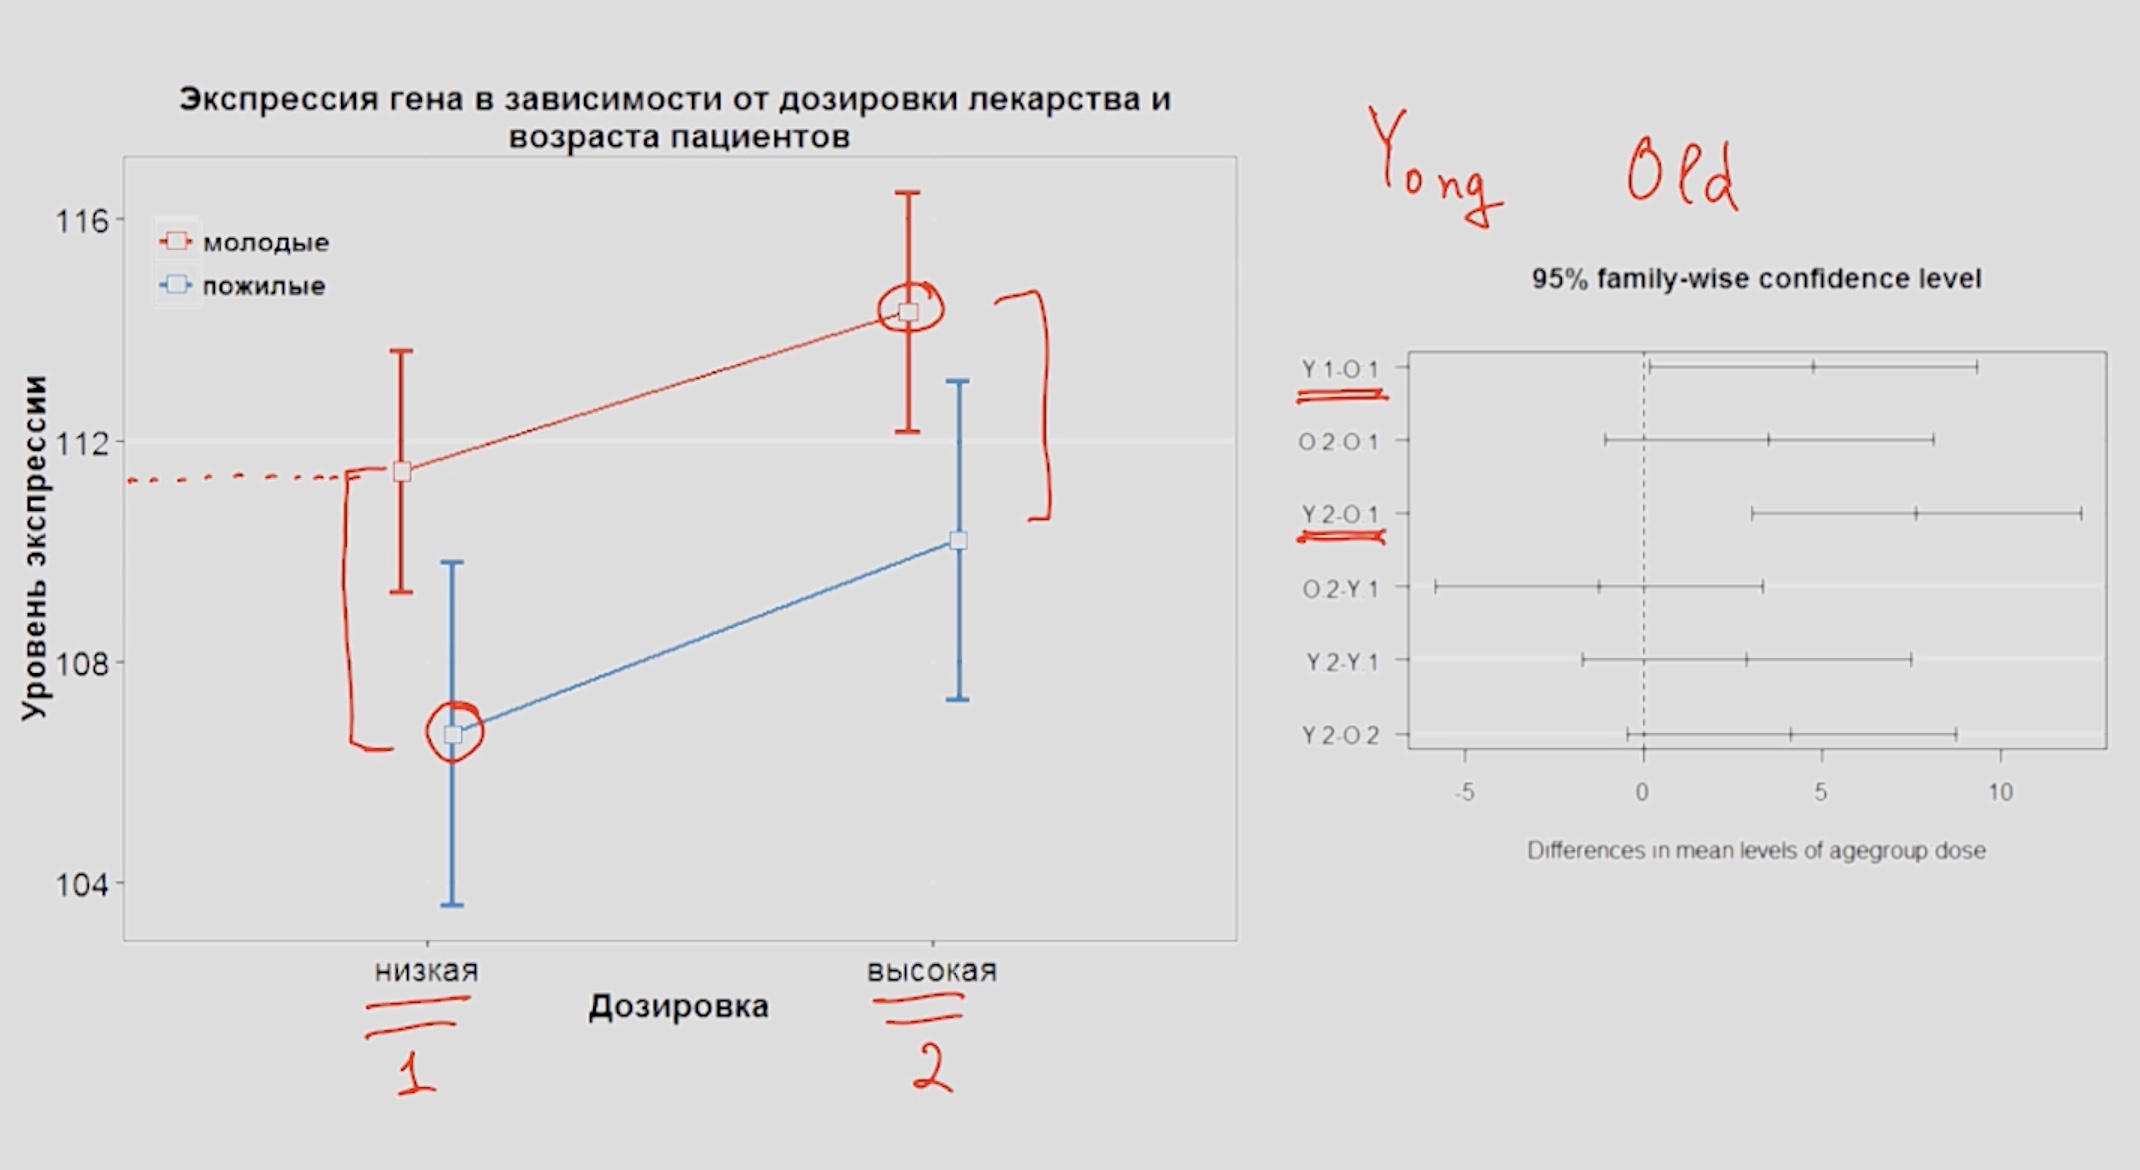 Экспрессия гена в зависимости от дозировки лекарства и
возраста пациентов
116
112
108
104
Уровень экспрессии
молодые
пожилые
низкая
высокая
Дозировка
1
2
Yong Old
95% family-wise confidence level
Y 1-O 1
O 2-O 1
Y 2-O 1
O 2-Y 1
Y 2-Y 1
Y 2-O 2
-5 0 5 10
Differences in mean levels of agegroup dose